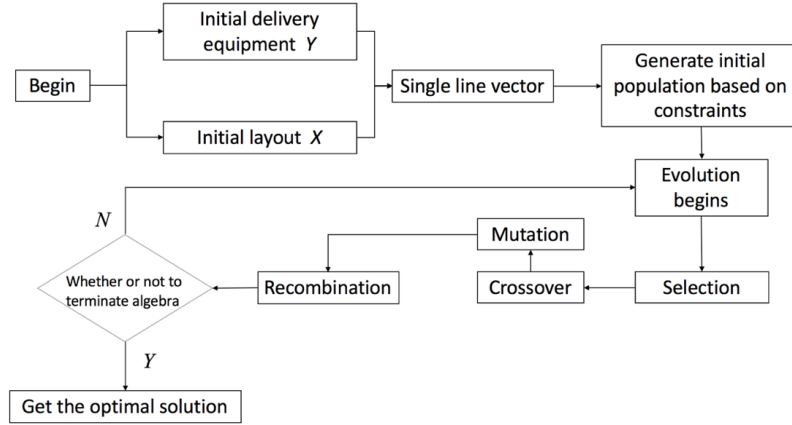 Initial delivery
equipment Y
Begin
Initial layout X
Single line vector
Generate initial
population based on
constraints
Evolution
begins
Selection
Crossover
Mutation
Recombination
Whether or not to
terminate algebra
N
Y
Get the optimal solution